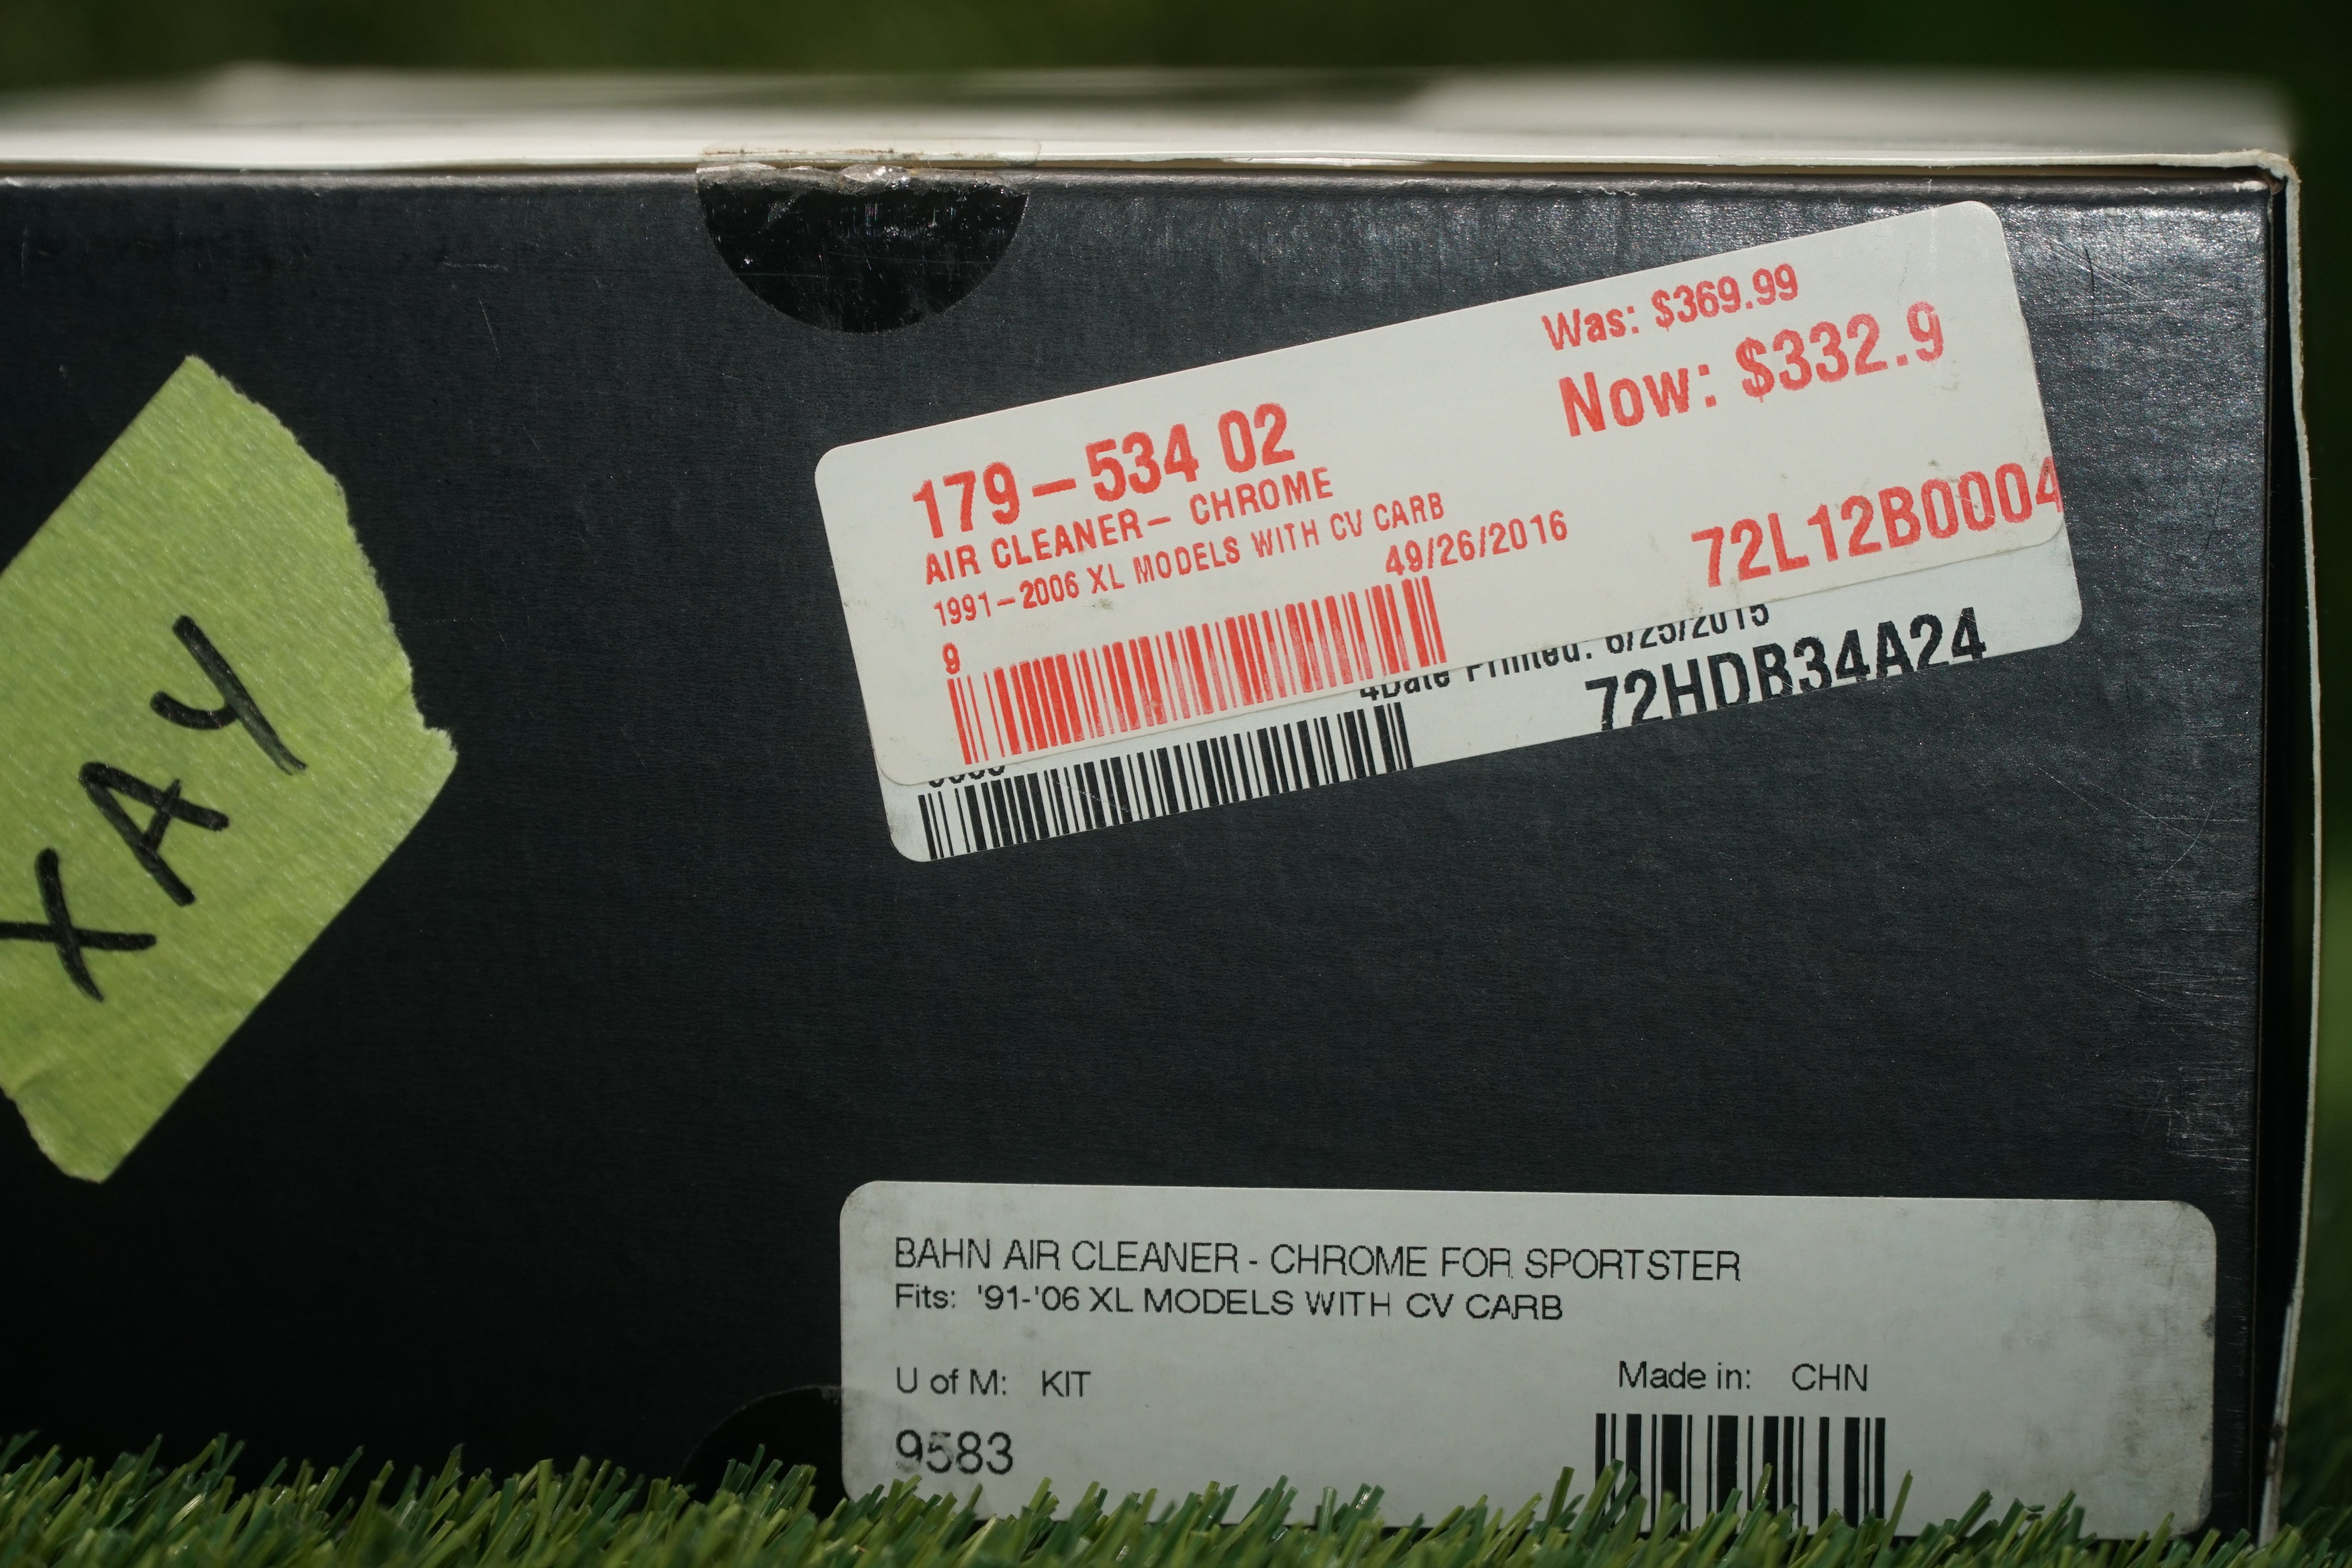 XAY
Was: $369.99
Now: $332.9
179-534 02
AIR CLEANER- CHROME
1991-2006 XL MODELS WITH CV CARB
49/26/2016
72L12B0004
9
4Date Printed: 6/25/2015
72HDB34A24
BAHN AIR CLEANER - CHROME FOR SPORTSTER
Fits: '91-'06 XL MODELS WITH CV CARB
U of M: KIT
Made in: CHN
9583